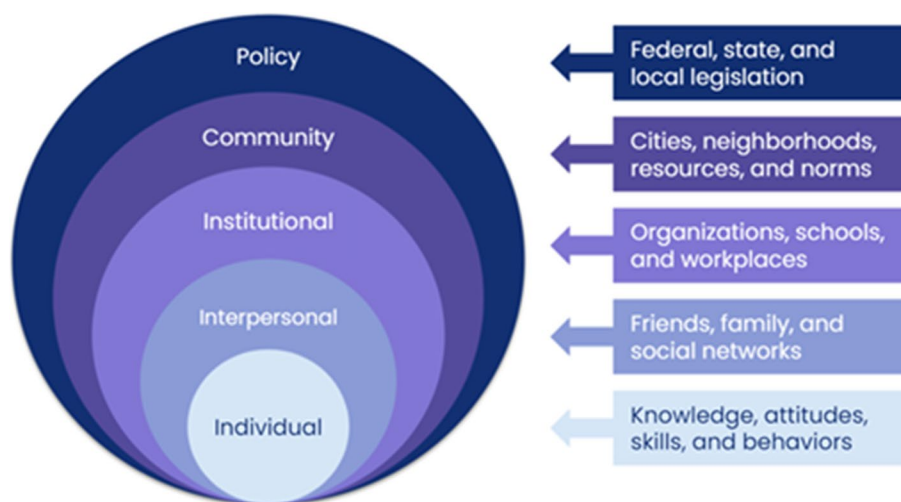 Policy
Federal, state, and
local legislation
Community
Cities, neighborhoods,
resources, and norms
Institutional
Organizations, schools,
and workplaces
Interpersonal
Friends, family, and
social networks
Individual
Knowledge, attitudes,
skills, and behaviors